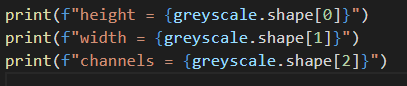 print(f"height = {greyscale.shape[0]}")
print(f"width = {greyscale.shape[1]}")
print(f"channels = {greyscale.shape[2]}")